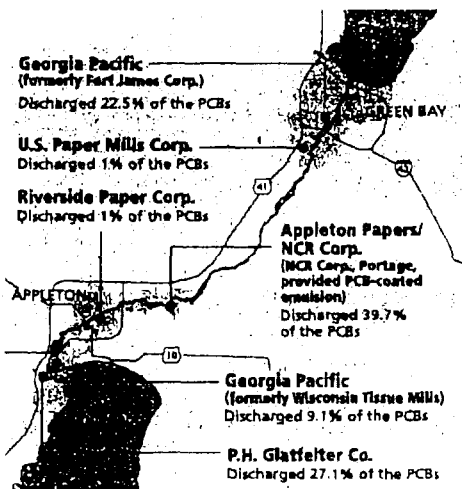 Georgia Pacific
(formerly Fort James Corp.)
Discharged 22.5% of the PCBs
GREEN BAY
U.S. Paper Mills Corp.
Discharged 1% of the PCBs
41
Riverside Paper Corp.
Discharged 1% of the PCBs
Appleton Papers/
NCR Corp.
(NCR Corp., Portage,
provided PCB-coated
emulsion)
Discharged 39.7%
of the PCBs
APPLETON
10
Georgia Pacific
(formerly Wisconsin Tissue Mills)
Discharged 9.1% of the PCBs
P.H. Glatfelter Co.
Discharged 27.1% of the PCBs